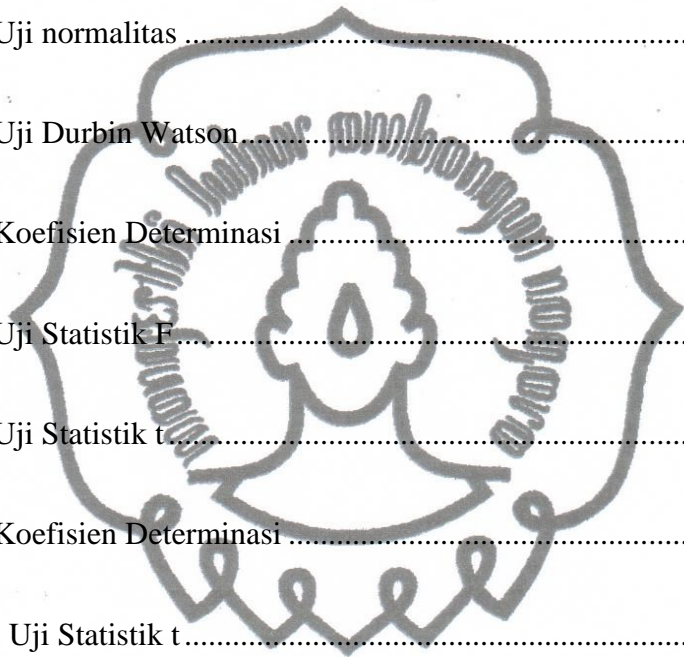 Uji normalitas ........................................................
Uji Durbin Watson..................................................
Koefisien Determinasi ...........................................
Uji Statistik F..........................................................
Uji Statistik t...........................................................
Koefisien Determinasi ...........................................
Uji Statistik t.........................................................